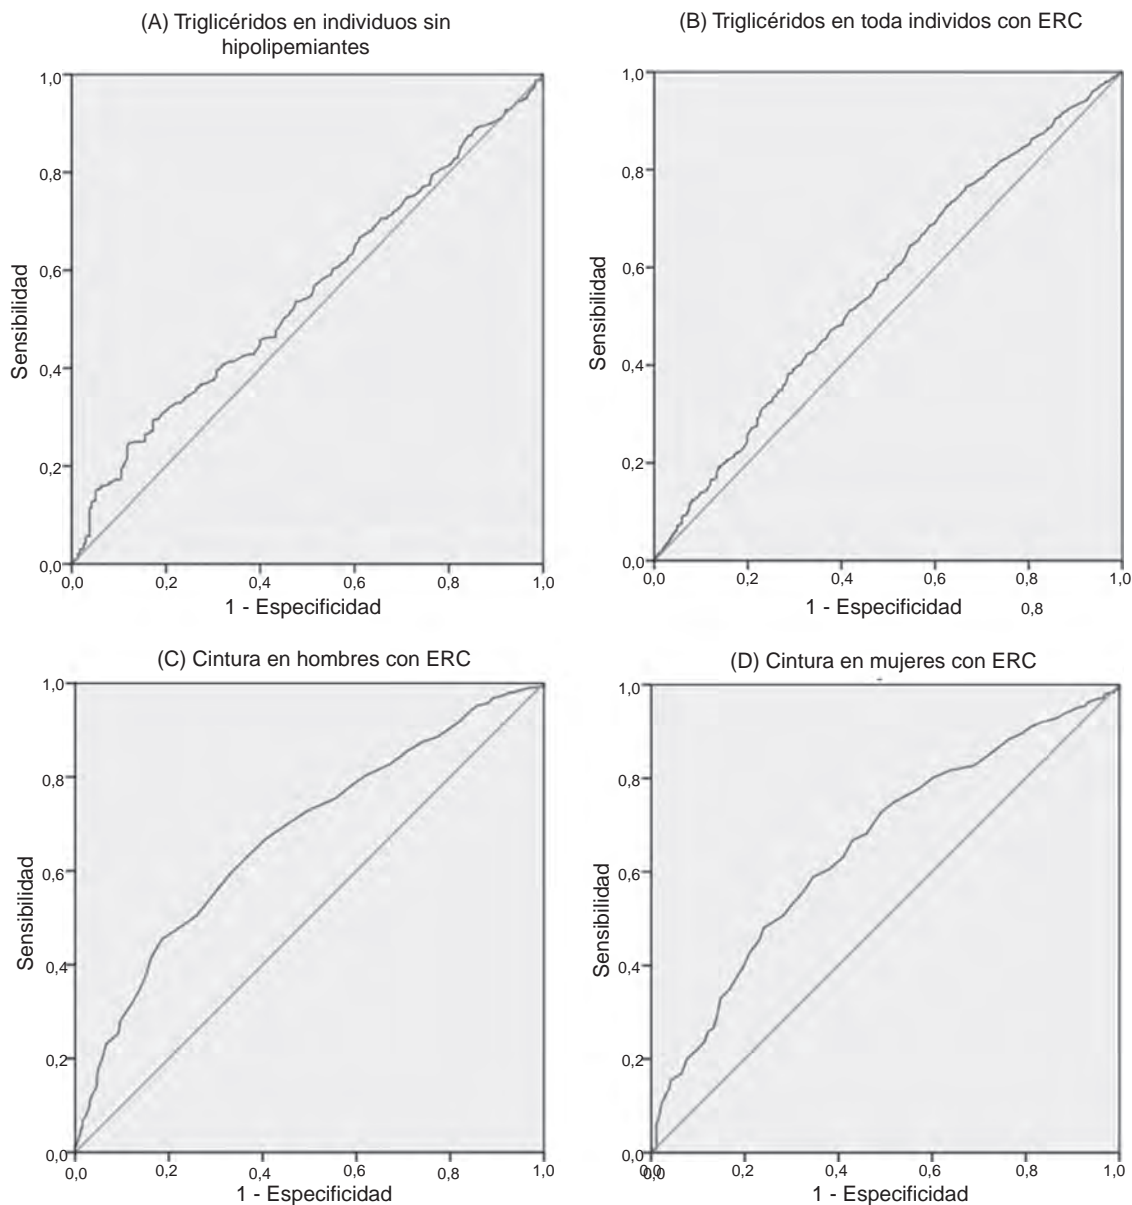 (A) Triglicéridos en individuos sin
hipolipemiantes
1,0
0,8
0,6
0,4
0,2
0,0
Sensibilidad
0,0 0,2 0,4 0,6 0,8 1,0
1 - Especificidad
(B) Triglicéridos en toda individos con ERC
1,0
0,8
0,6
0,4
0,2
0,0
Sensibilidad
0,0 0,2 0,4 0,6 0,8 1,0
1 - Especificidad 0,8
(C) Cintura en hombres con ERC
1,0
0,8
0,6
0,4
0,2
0,0
Sensibilidad
0,0 0,2 0,4 0,6 0,8 1,0
1 - Especificidad
(D) Cintura en mujeres con ERC
1,0
0,8
0,6
0,4
0,2
0,0
Sensibilidad
0,0 0,2 0,4 0,6 0,8 1,0
1 - Especificidad